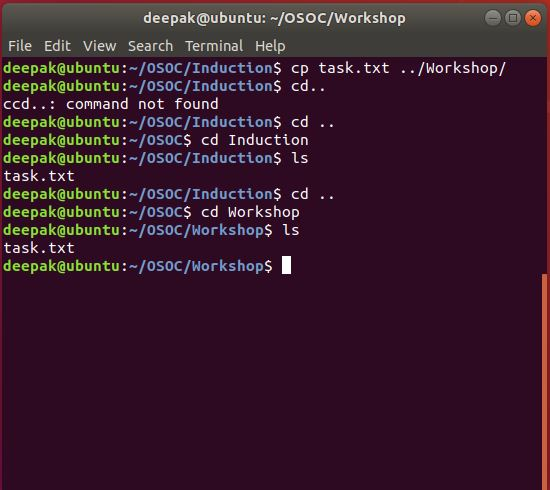 deepak@ubuntu: ~/OSOC/Workshop
File Edit View Search Terminal Help
deepak@ubuntu:~/OSOC/Induction$ cp task.txt ../Workshop/
deepak@ubuntu:~/OSOC/Induction$ cd..
ccd..: command not found
deepak@ubuntu:~/OSOC/Induction$ cd ..
deepak@ubuntu:~/OSOC$ cd Induction
deepak@ubuntu:~/OSOC/Induction$ ls
task.txt
deepak@ubuntu:~/OSOC/Induction$ cd ..
deepak@ubuntu:~/OSOC$ cd Workshop
deepak@ubuntu:~/OSOC/Workshop$ ls
task.txt
deepak@ubuntu:~/OSOC/Workshop$